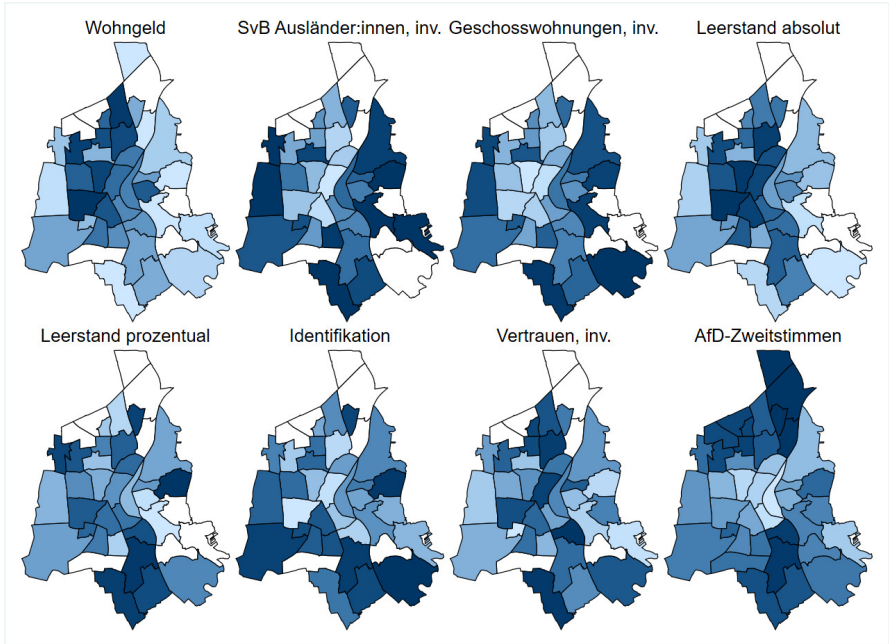 Wohngeld
SvB Ausländer:innen, inv.
Geschosswohnungen, inv.
Leerstand absolut
Leerstand prozentual
Identifikation
Vertrauen, inv.
AfD-Zweitstimmen